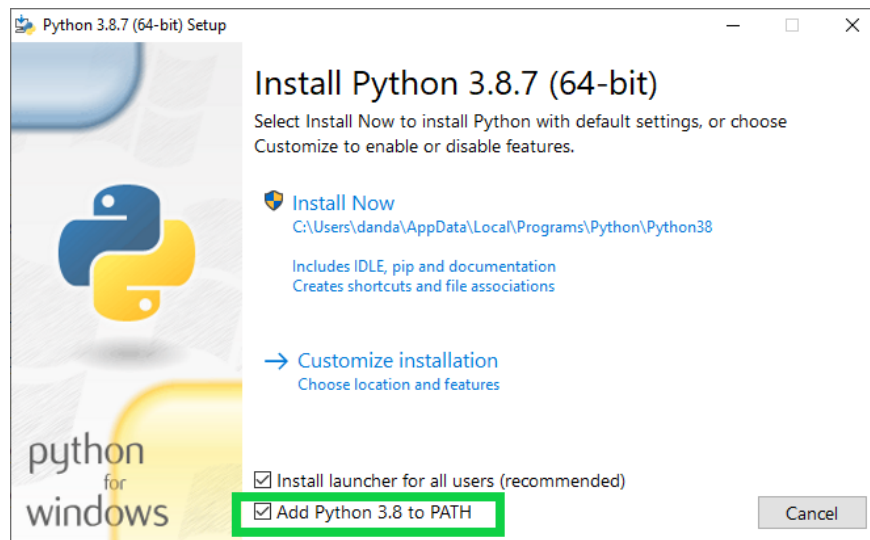 Python 3.8.7 (64-bit) Setup
Install Python 3.8.7 (64-bit)
Select Install Now to install Python with default settings, or choose
Customize to enable or disable features.
Install Now
C:\Users\danda\AppData\Local\Programs\Python\Python38
Includes IDLE, pip and documentation
Creates shortcuts and file associations
Customize installation
Choose location and features
python
for
windows
Install launcher for all users (recommended)
Add Python 3.8 to PATH
Cancel